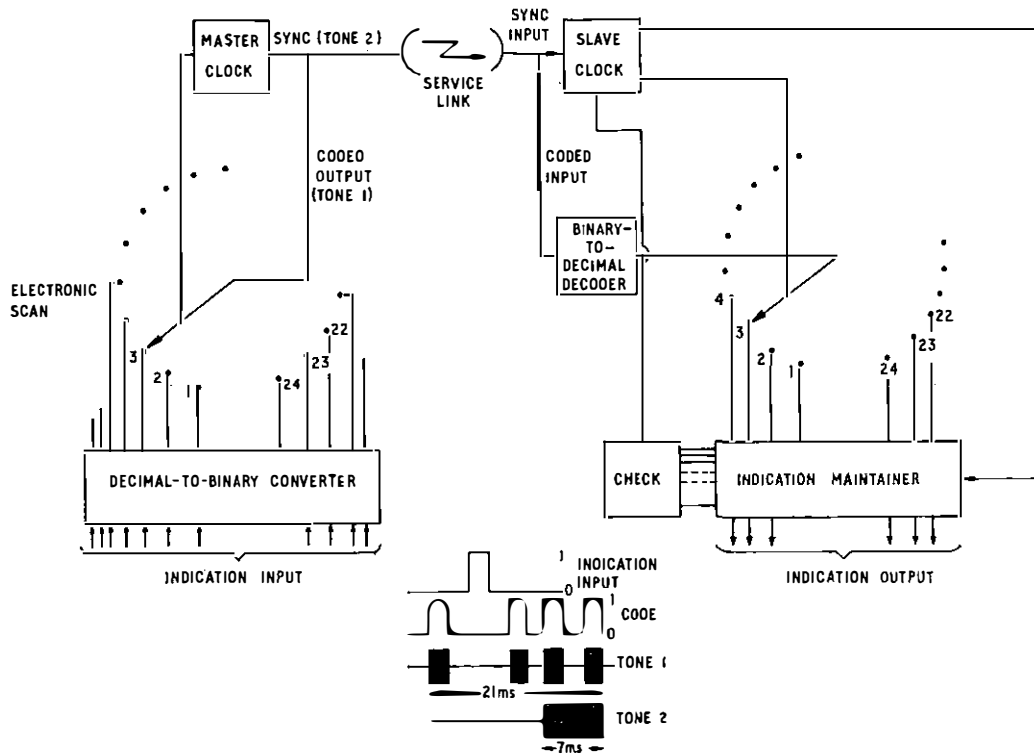 MASTER
CLOCK
SYNC (TONE 2)
SERVICE
LINK
SYNC
INPUT
SLAVE
CLOCK
COOEO
OUTPUT
(TONE 1)
CODED
INPUT
BINARY-
TO-
DECIMAL
DECOOER
ELECTRONIC
SCAN
3
2
1
24
23
22
4
3
2
1
24
23
22
DECIMAL-TO-BINARY CONVERTER
CHECK
INDICATION MAINTAINER
INDICATION INPUT
INDICATION OUTPUT
INOICATION
INPUT
1
0
COOE
1
0
TONE 1
21ms
TONE 2
7ms